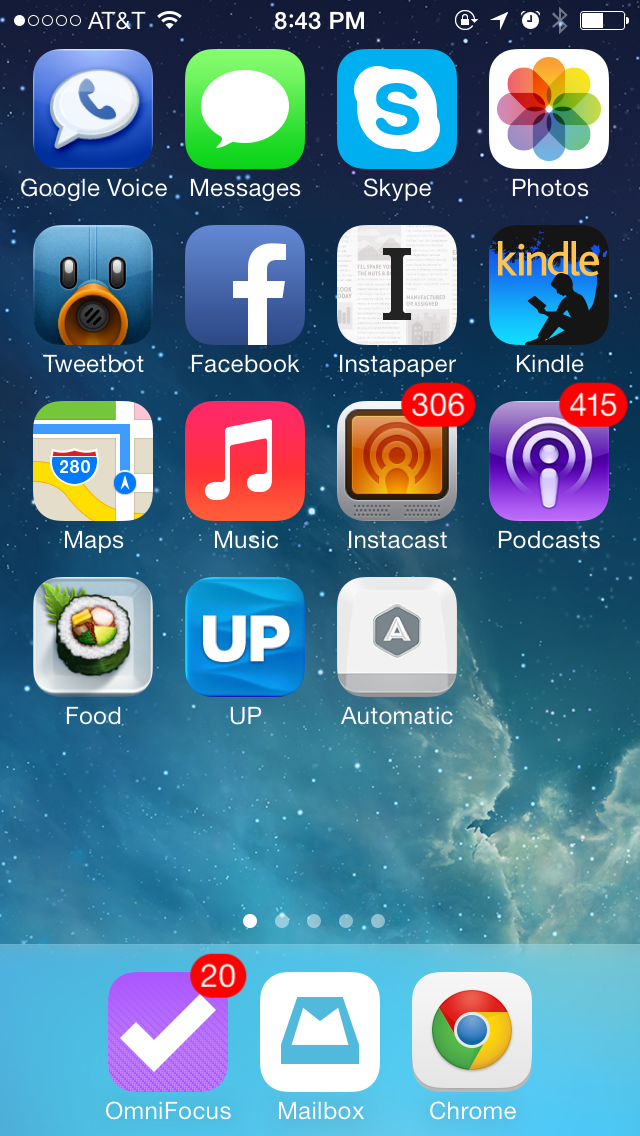 AT&T 8:43 PM
Google Voice Messages Skype Photos
kindle
Tweetbot Facebook Instapaper Kindle
306 415
280
Maps Music Instacast Podcasts
UP
Food UP Automatic
20
OmniFocus Mailbox Chrome